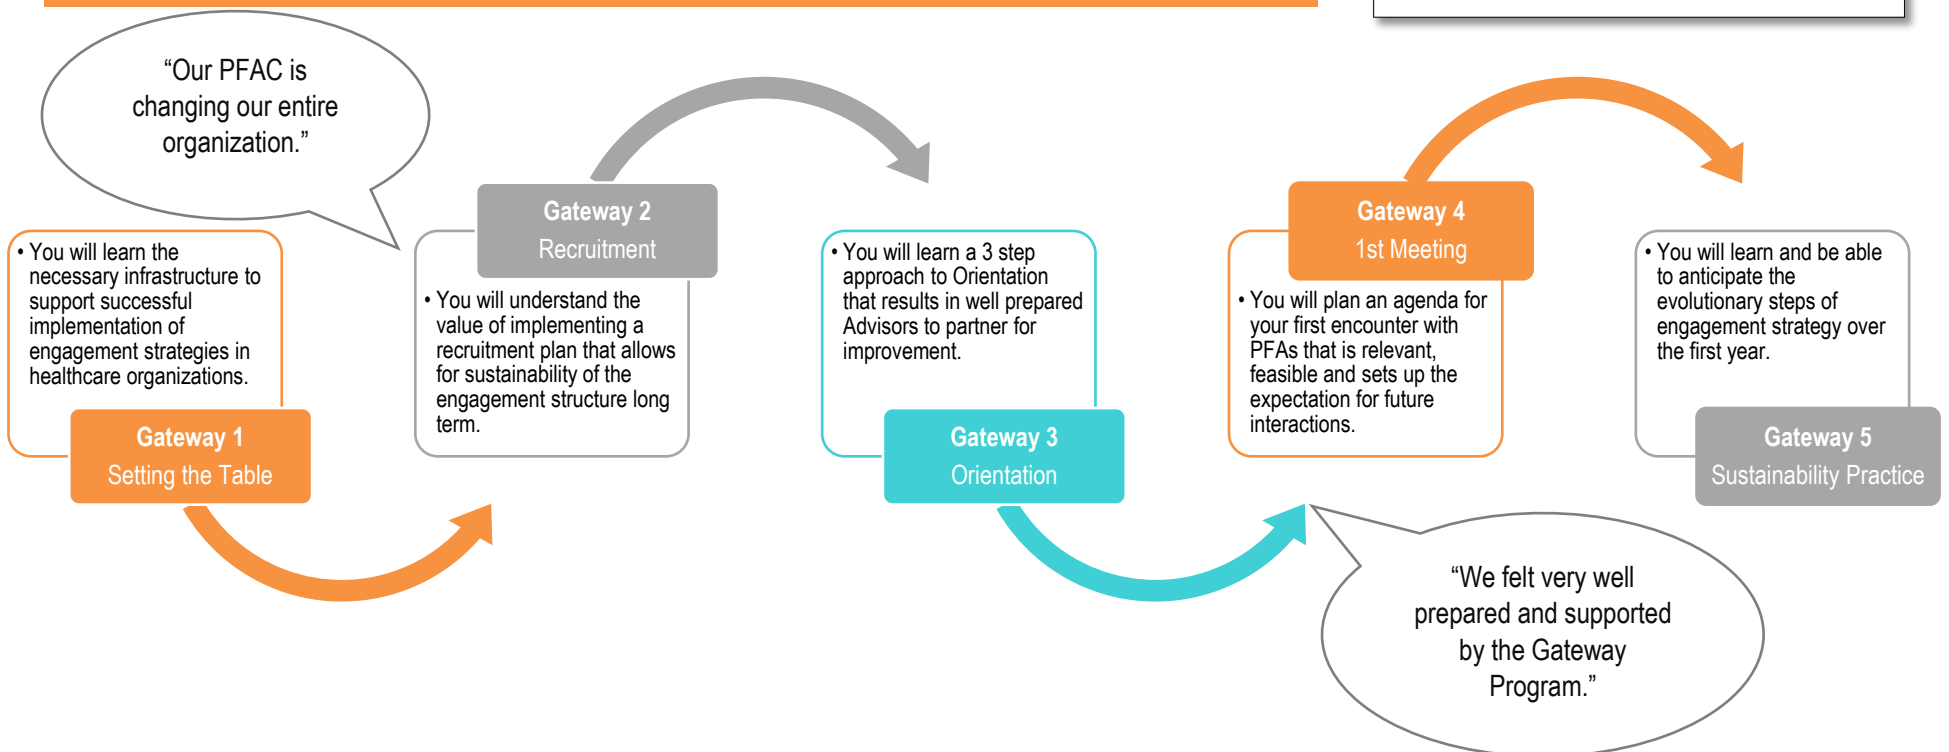 “Our PFAC is
changing our entire
organization.”
• You will learn the
necessary infrastructure to
support successful
implementation of
engagement strategies in
healthcare organizations.
Gateway 1
Setting the Table
Gateway 2
Recruitment
• You will understand the
value of implementing a
recruitment plan that allows
for sustainability of the
engagement structure long
term.
• You will learn a 3 step
approach to Orientation
that results in well prepared
Advisors to partner for
improvement.
Gateway 3
Orientation
Gateway 4
1st Meeting
• You will plan an agenda for
your first encounter with
PFAs that is relevant,
feasible and sets up the
expectation for future
interactions.
• You will learn and be able
to anticipate the
evolutionary steps of
engagement strategy over
the first year.
Gateway 5
Sustainability Practice
“We felt very well
prepared and supported
by the Gateway
Program.”